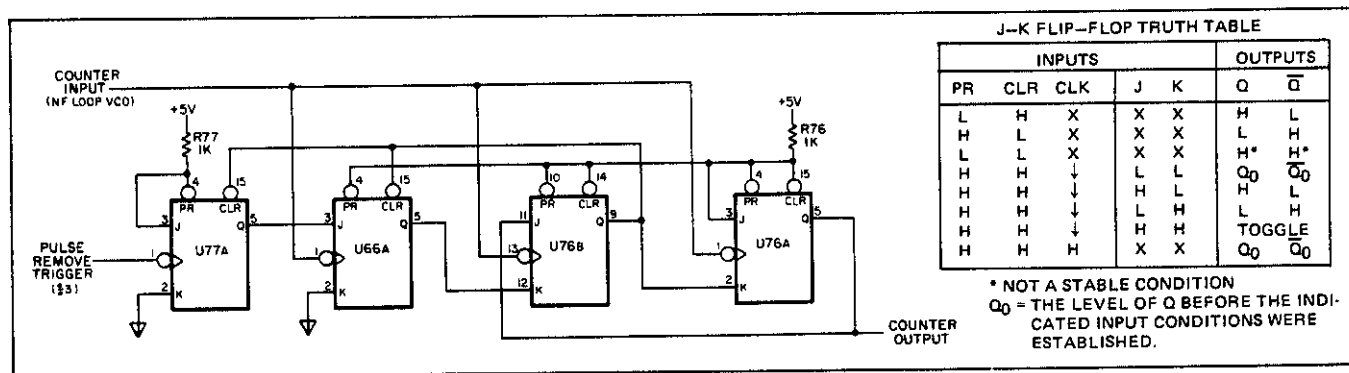 COUNTER
INPUT
(NF LOOP VCO)
+5V
R77
1K
4
15
PR
CLR
3
J
Q
5
U77A
1
PULSE
REMOVE
TRIGGER
2
K
4
15
PR
CLR
3
J
Q
5
U66A
1
2
K
10
14
PR
CLR
11
J
Q
9
U76B
13
12
K
+5V
R76
1K
4
15
PR
CLR
3
J
Q
5
U76A
1
2
K
COUNTER
OUTPUT
J–K FLIP–FLOP TRUTH TABLE
INPUTS OUTPUTS
PR CLR CLK J K Q Q̅
L H X X X H L
H L X X X L H
L L X X X H* H*
H H ↓ L L Q₀ Q̅₀
H H ↓ H L H L
H H ↓ L H L H
H H ↓ H H TOGGLE
H H H X X Q₀ Q̅₀
* NOT A STABLE CONDITION
Q₀ = THE LEVEL OF Q BEFORE THE INDI-
CATED INPUT CONDITIONS WERE
ESTABLISHED.